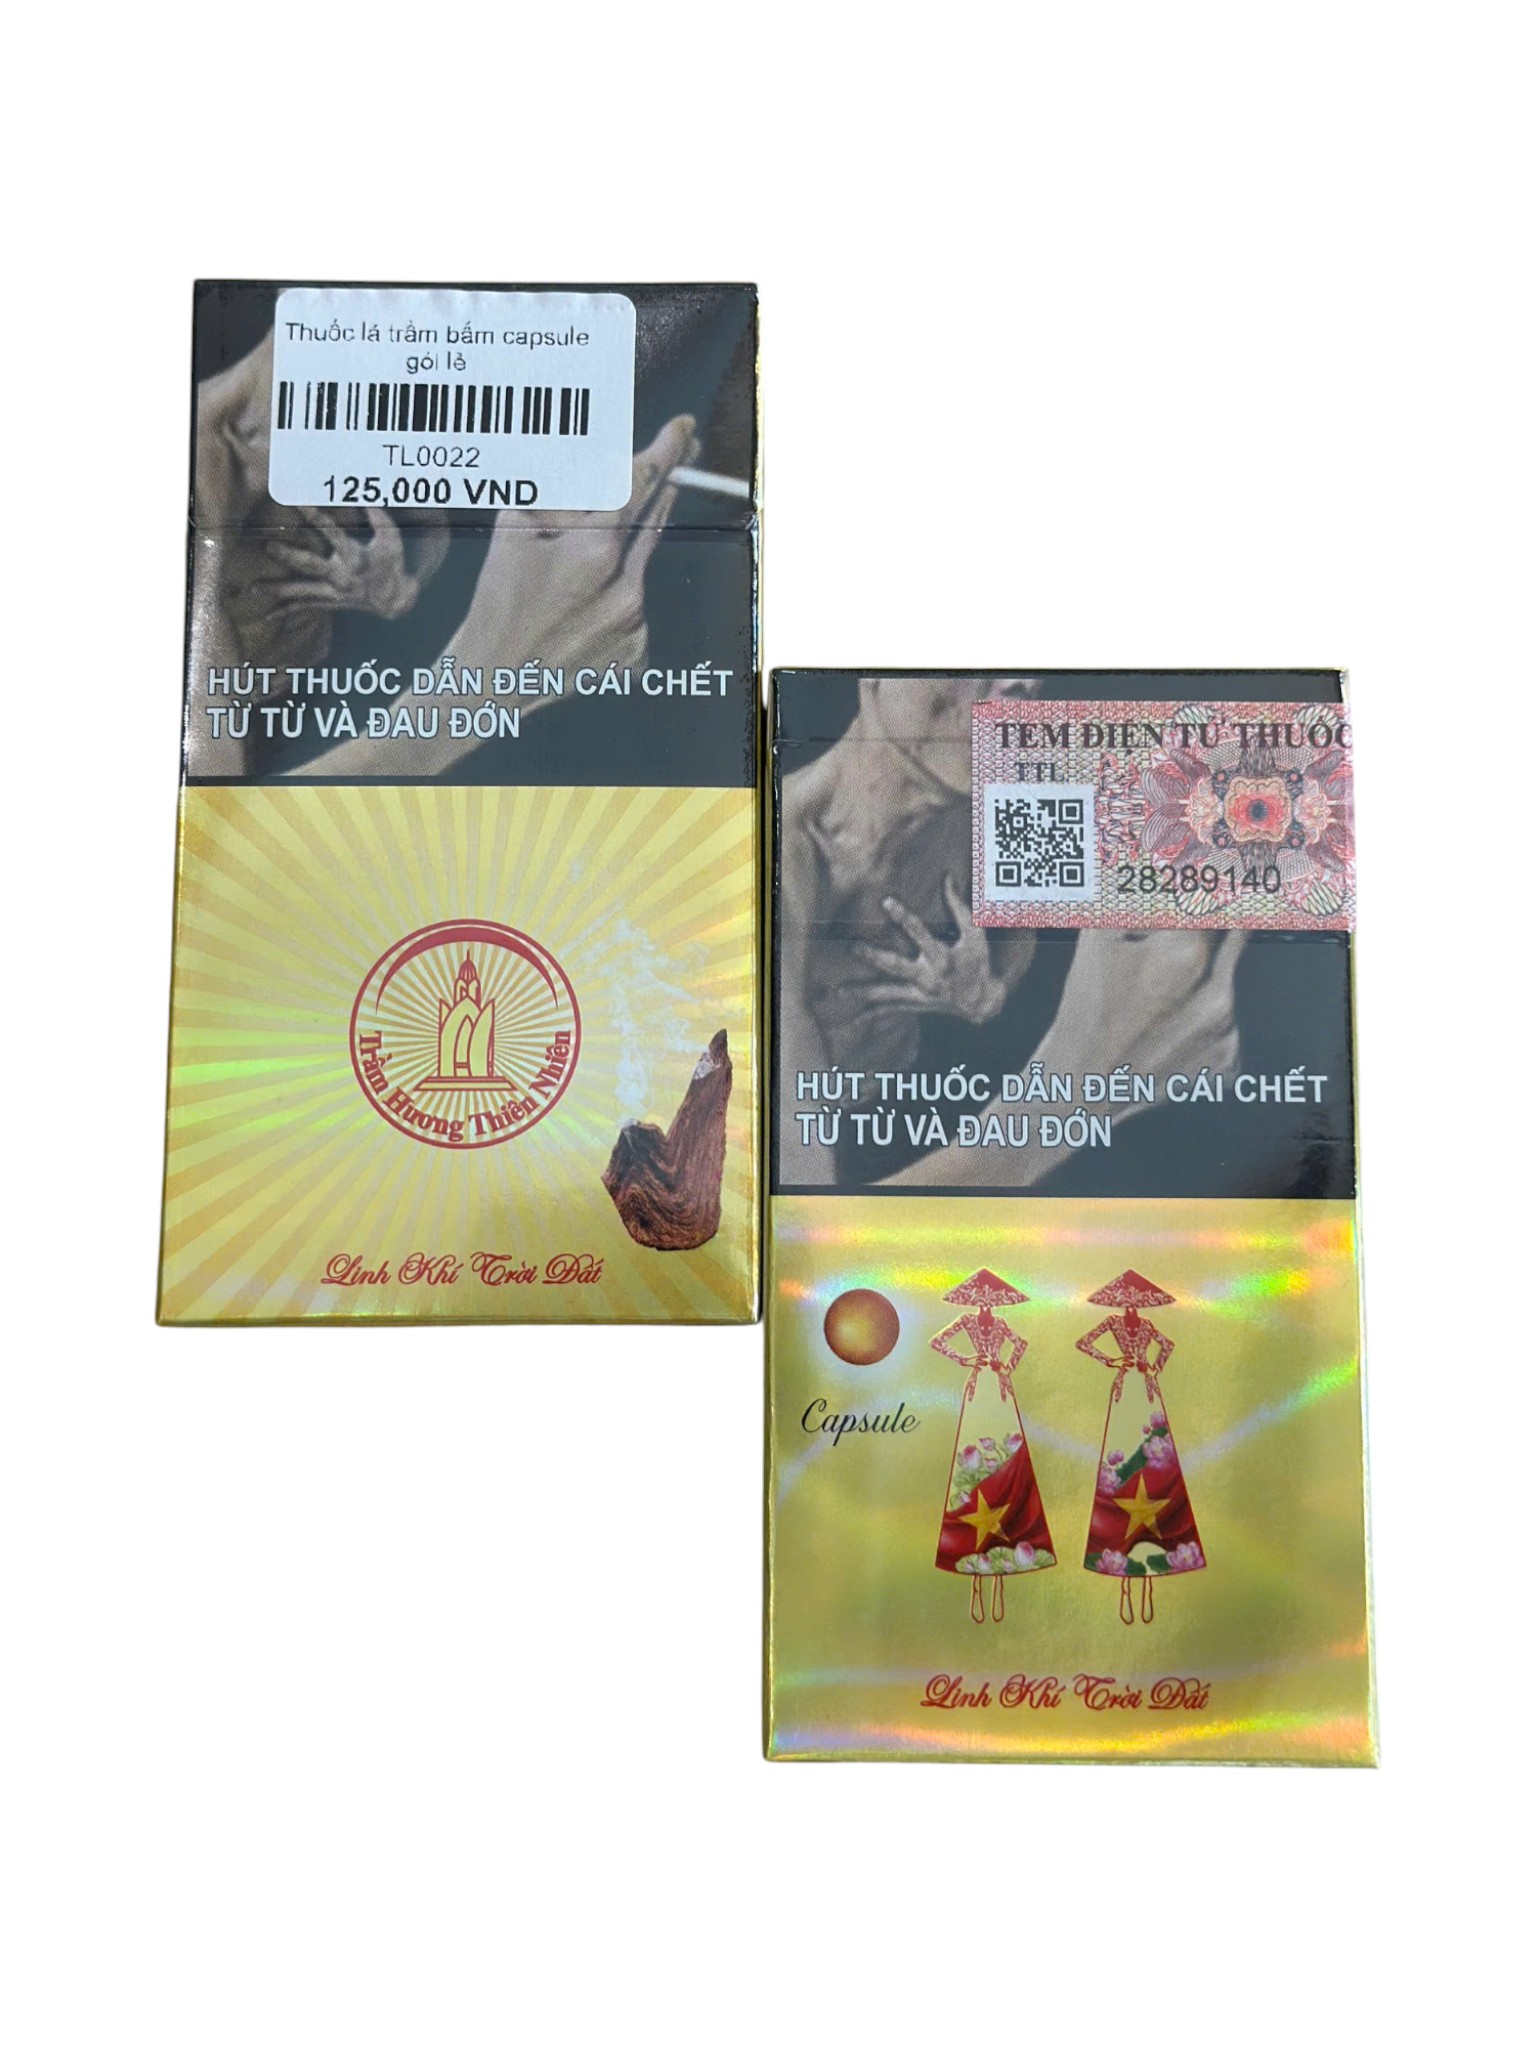 Thuốc lá trầm bấm capsule
gói lẻ
TL0022
125,000 VND
HÚT THUỐC DẪN ĐẾN CÁI CHẾT
TỪ TỪ VÀ ĐAU ĐỚN
Trầm Hương Thiên Nhiên
Linh Khí Trời Đất
TEM ĐIỆN TỬ THUỐC
TTL
28289140
HÚT THUỐC DẪN ĐẾN CÁI CHẾT
TỪ TỪ VÀ ĐAU ĐỚN
Capsule
Linh Khí Trời Đất